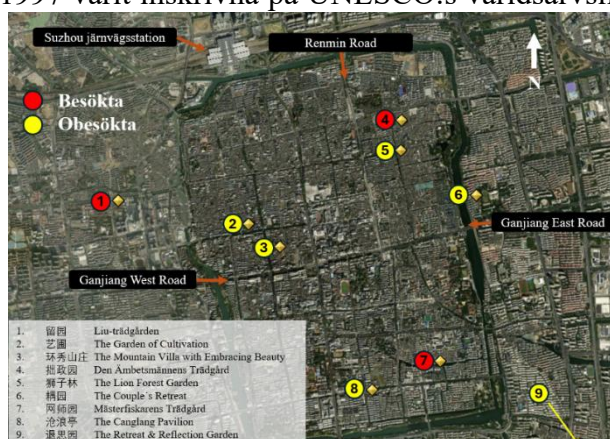 1997 varit inskrivna på UNESCO:s världsarvs
Suzhou järnvägsstation
Renmin Road
N
Besökta
Obesökta
4
5
1
6
2
3
Ganjiang East Road
Ganjiang West Road
7
8
9
1. 留园 Liu-trädgården
2. 艺圃 The Garden of Cultivation
3. 环秀山庄 The Mountain Villa with Embracing Beauty
4. 拙政园 Den Ämbetsmännens Trädgård
5. 狮子林 The Lion Forest Garden
6. 耦园 The Couple´s Retreat
7. 网师园 Mästerfiskarens Trädgård
8. 沧浪亭 The Canglang Pavilion
9. 退思园 The Retreat & Reflection Garden